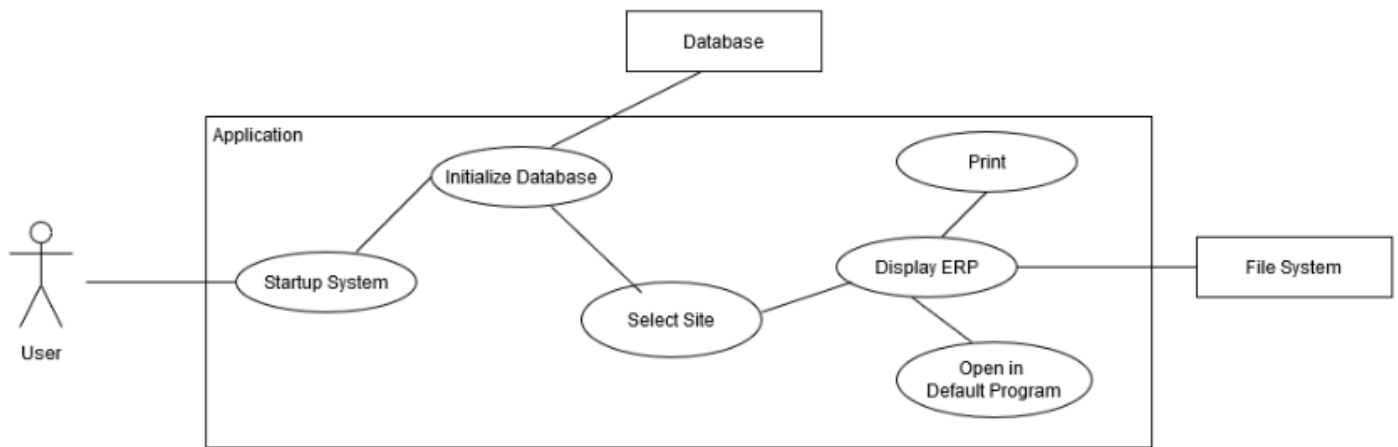 Database
Application
Initialize Database
Print
Startup System
Display ERP
File System
Select Site
User
Open in
Default Program